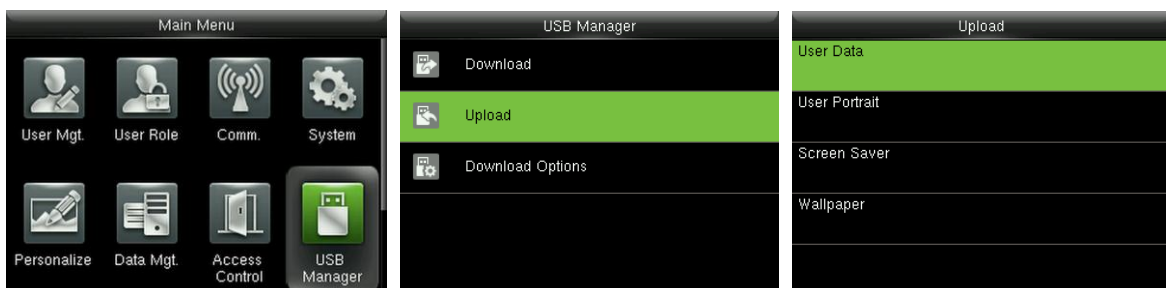 Main Menu
User Mgt.
User Role
Comm.
System
Personalize
Data Mgt.
Access
Control
USB
Manager
USB Manager
Download
Upload
Download Options
Upload
User Data
User Portrait
Screen Saver
Wallpaper